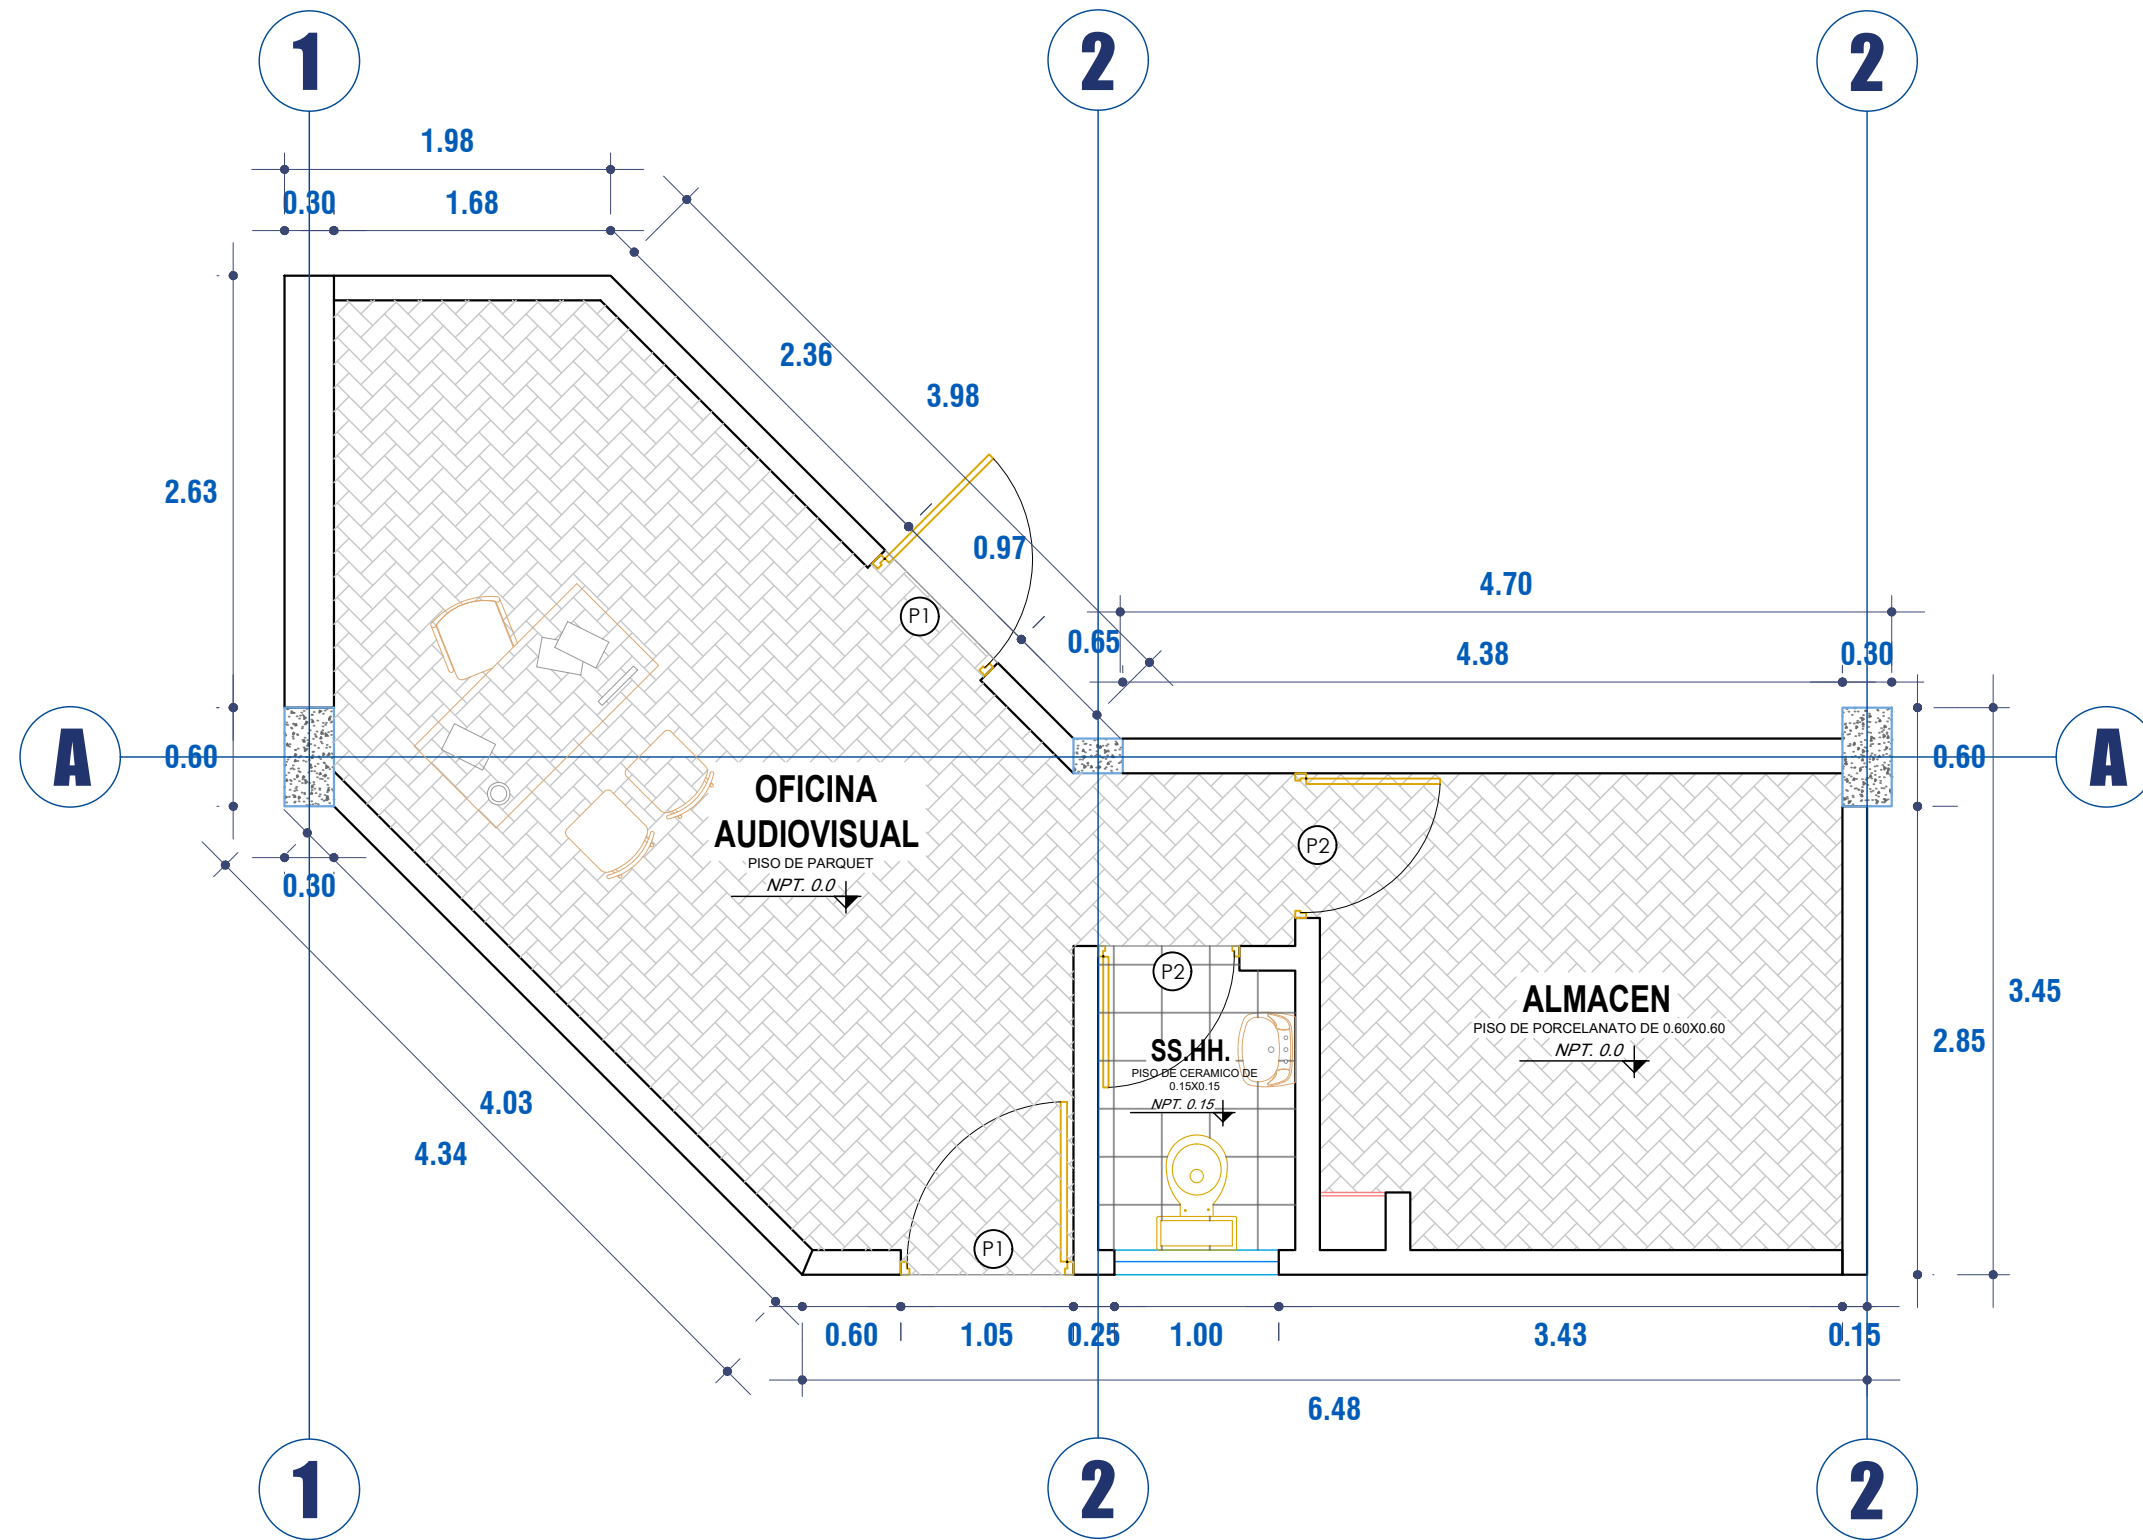 1
2
2
1.98
0.30
1.68
2.36
3.98
2.63
0.97
4.70
0.65
4.38
0.30
P1
A
0.60
0.60
A
OFICINA
AUDIOVISUAL
PISO DE PARQUET
NPT. 0.0
0.30
P2
P2
ALMACEN
PISO DE PORCELANATO DE 0.60X0.60
NPT. 0.0
3.45
2.85
SS.HH.
PISO DE CERAMICO DE
0.15X0.15
NPT. 0.15
4.03
4.34
P1
0.60
1.05
0.25
1.00
3.43
0.15
6.48
1
2
2